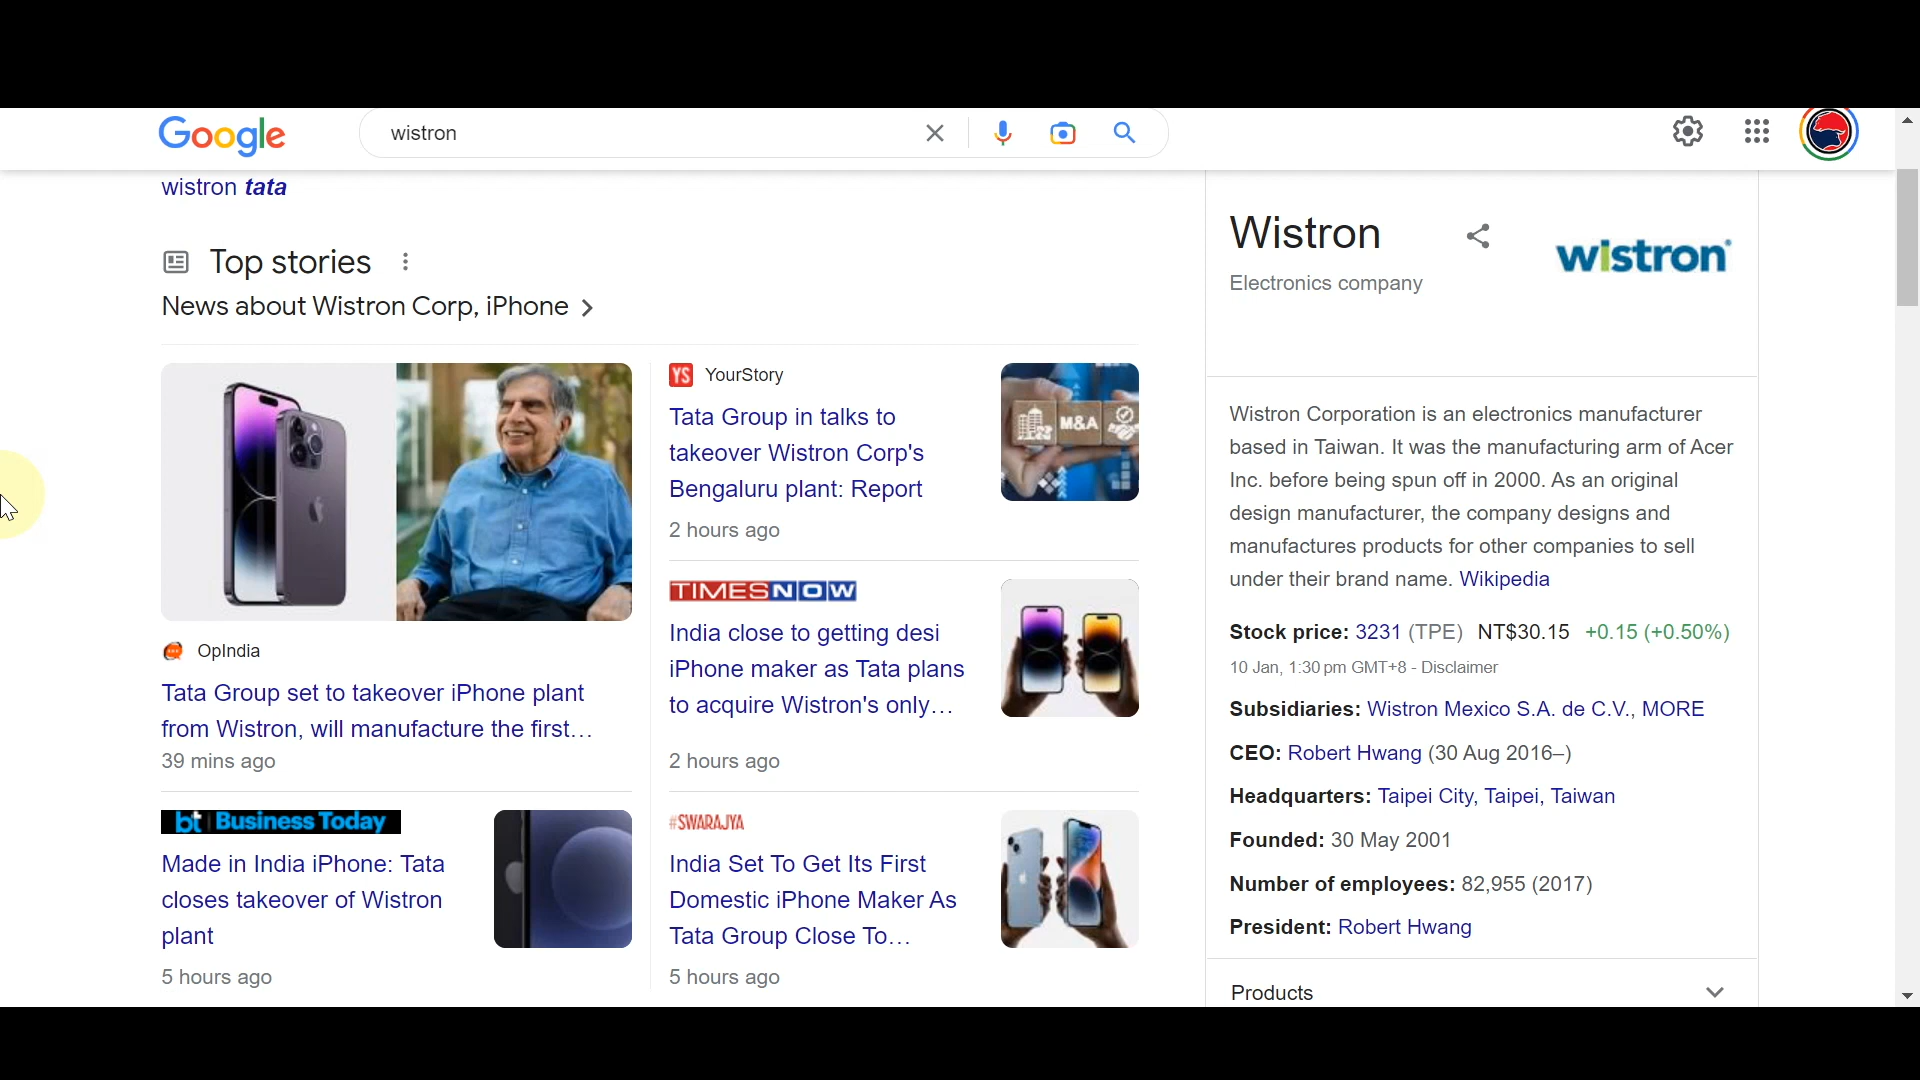 Google
wistron
wistron tata
Top stories
News about Wistron Corp, iPhone
OpIndia
Tata Group set to takeover iPhone plant
from Wistron, will manufacture the first...
39 mins ago
bt Business Today
Made in India iPhone: Tata
closes takeover of Wistron
plant
5 hours ago
YS YourStory
Tata Group in talks to
takeover Wistron Corp's
Bengaluru plant: Report
2 hours ago
M&A
TIMES NOW
India close to getting desi
iPhone maker as Tata plans
to acquire Wistron's only...
2 hours ago
#SWARAJYA
India Set To Get Its First
Domestic iPhone Maker As
Tata Group Close To...
5 hours ago
Wistron
Electronics company
wistron
Wistron Corporation is an electronics manufacturer
based in Taiwan. It was the manufacturing arm of Acer
Inc. before being spun off in 2000. As an original
design manufacturer, the company designs and
manufactures products for other companies to sell
under their brand name. Wikipedia
Stock price: 3231 (TPE) NT$30.15 +0.15 (+0.50%)
10 Jan, 1:30 pm GMT+8 - Disclaimer
Subsidiaries: Wistron Mexico S.A. de C.V., MORE
CEO: Robert Hwang (30 Aug 2016–)
Headquarters: Taipei City, Taipei, Taiwan
Founded: 30 May 2001
Number of employees: 82,955 (2017)
President: Robert Hwang
Products